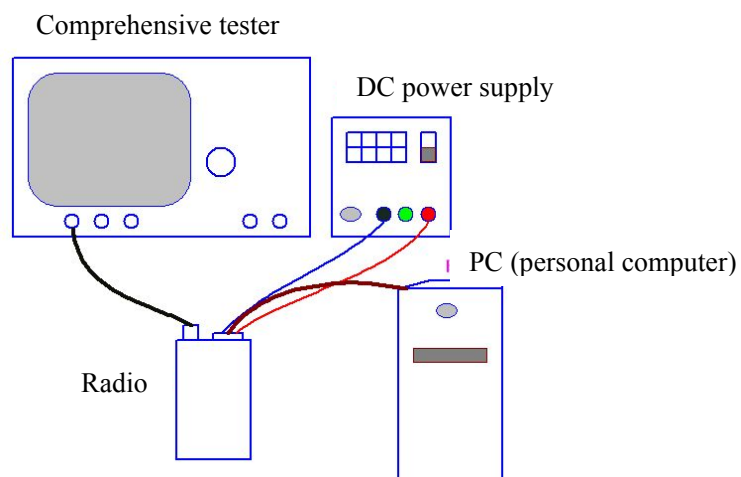 Comprehensive tester
DC power supply
PC (personal computer)
Radio